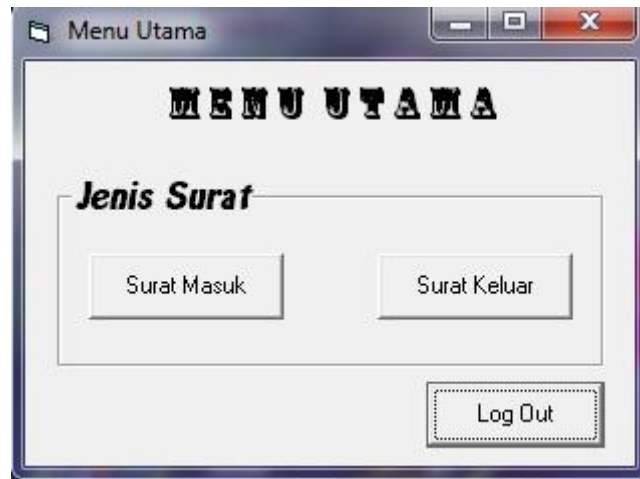 Menu Utama
MENU UTAMA
Jenis Surat
Surat Masuk
Surat Keluar
Log Out